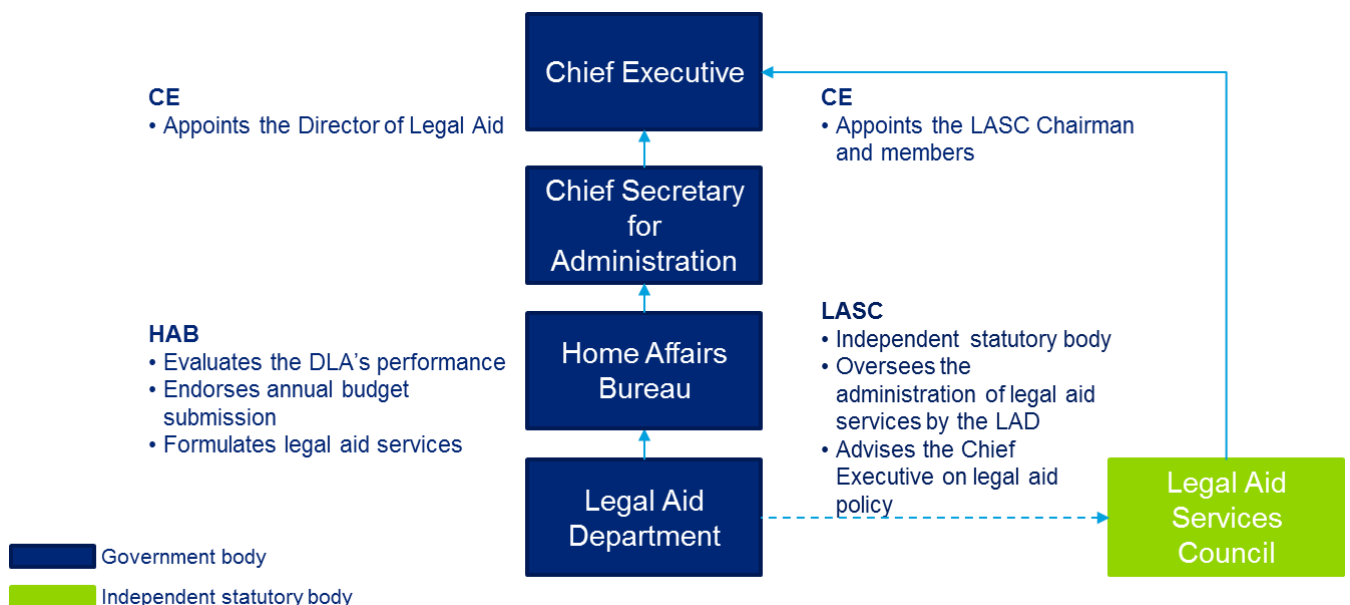 Chief Executive
CE
• Appoints the Director of Legal Aid
CE
• Appoints the LASC Chairman
and members
Chief Secretary
for
Administration
HAB
• Evaluates the DLA's performance
• Endorses annual budget
submission
• Formulates legal aid services
Home Affairs
Bureau
LASC
• Independent statutory body
• Oversees the
administration of legal aid
services by the LAD
• Advises the Chief
Executive on legal aid
policy
Legal Aid
Department
Legal Aid
Services
Council
Government body
Independent statutory body